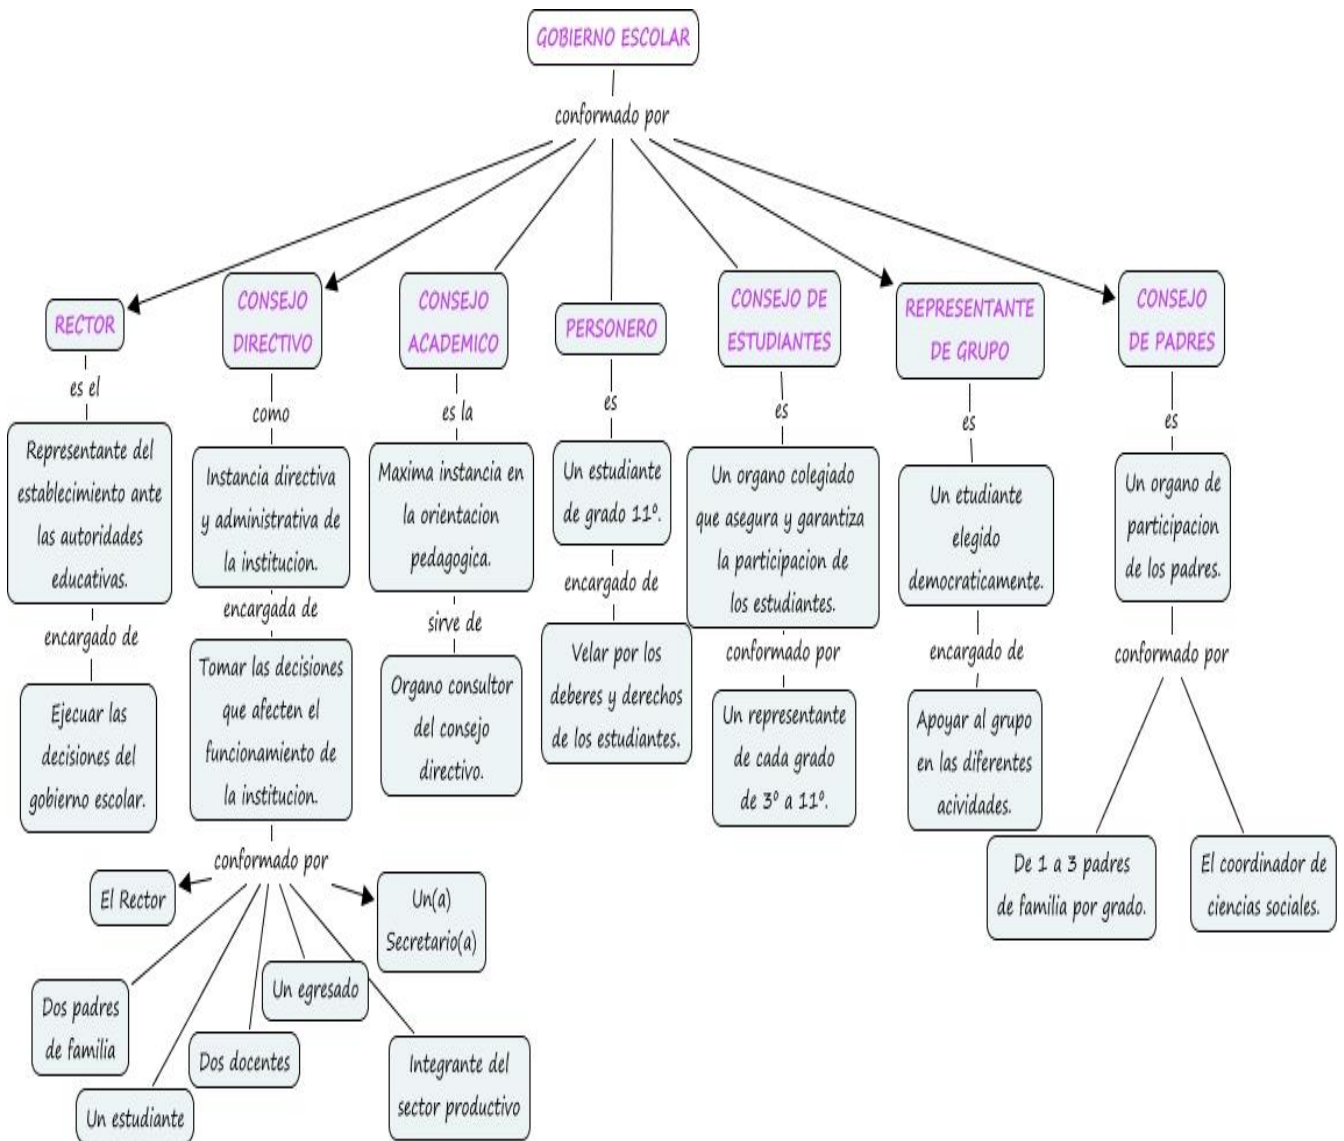 GOBIERNO ESCOLAR
conformado por
RECTOR
es el
Representante del
establecimiento ante
las autoridades
educativas.
encargado de
Ejecuar las
decisiones del
gobierno escolar.
CONSEJO
DIRECTIVO
como
Instancia directiva
y administrativa de
la institucion.
encargada de
Tomar las decisiones
que afecten el
funcionamiento de
la institucion.
conformado por
El Rector
Dos padres
de familia
Un estudiante
Dos docentes
Un egresado
Integrante del
sector productivo
Un(a)
Secretario(a)
CONSEJO
ACADEMICO
es la
Maxima instancia en
la orientacion
pedagogica.
sirve de
Organo consultor
del consejo
directivo.
PERSONERO
es
Un estudiante
de grado 11º.
encargado de
Velar por los
deberes y derechos
de los estudiantes.
CONSEJO DE
ESTUDIANTES
es
Un organo colegiado
que asegura y garantiza
la participacion de
los estudiantes.
conformado por
Un representante
de cada grado
de 3º a 11º.
REPRESENTANTE
DE GRUPO
es
Un etudiante
elegido
democraticamente.
encargado de
Apoyar al grupo
en las diferentes
acividades.
CONSEJO
DE PADRES
es
Un organo de
participacion
de los padres.
conformado por
De 1 a 3 padres
de familia por grado.
El coordinador de
ciencias sociales.